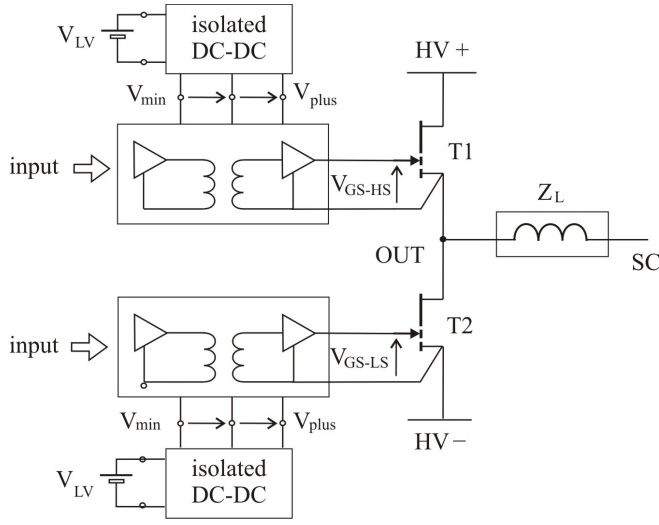 V_LV
isolated
DC-DC
HV +
V_min
V_plus
input
V_GS-HS
T1
Z_L
OUT
SC
input
V_GS-LS
T2
V_min
V_plus
HV −
V_LV
isolated
DC-DC